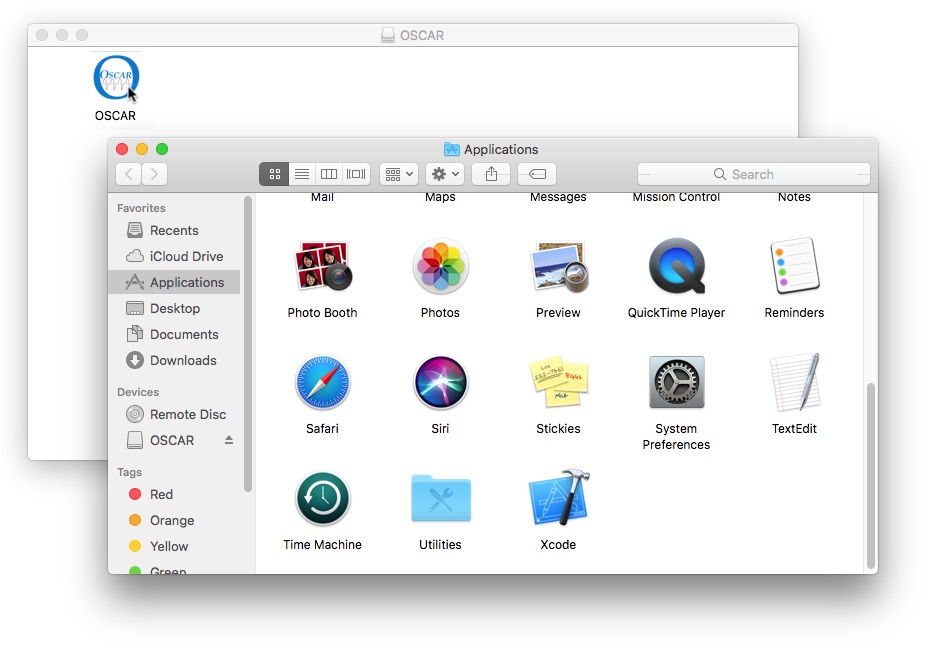 OSCAR
OSCAR
OSCAR
Applications
Search
Favorites
Recents
iCloud Drive
Applications
Desktop
Documents
Downloads
Devices
Remote Disc
OSCAR
Tags
Red
Orange
Yellow
Green
Mail
Maps
Messages
Mission Control
Notes
Photo Booth
Photos
Preview
QuickTime Player
Reminders
Safari
Siri
Stickies
System
Preferences
TextEdit
Time Machine
Utilities
Xcode